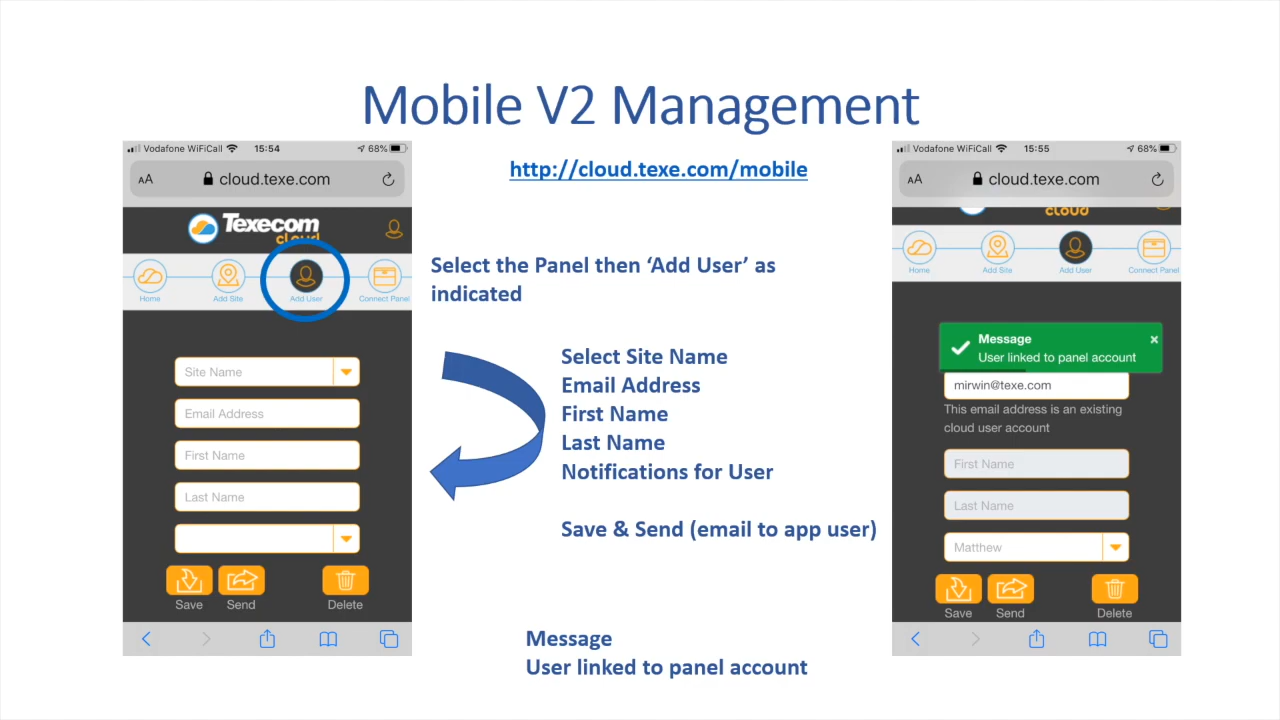 Mobile V2 Management
http://cloud.texe.com/mobile
Vodafone WiFiCall 15:54 68%
AA cloud.texe.com
Texecom
cloud
Home Add Site Add User Connect Panel
Site Name
Email Address
First Name
Last Name
Save Send Delete
Select the Panel then ‘Add User’ as
indicated
Select Site Name
Email Address
First Name
Last Name
Notifications for User
Save & Send (email to app user)
Message
User linked to panel account
Vodafone WiFiCall 15:55 68%
AA cloud.texe.com
cloud
Home Add Site Add User Connect Panel
Message
User linked to panel account
mirwin@texe.com
This email address is an existing
cloud user account
First Name
Last Name
Matthew
Save Send Delete